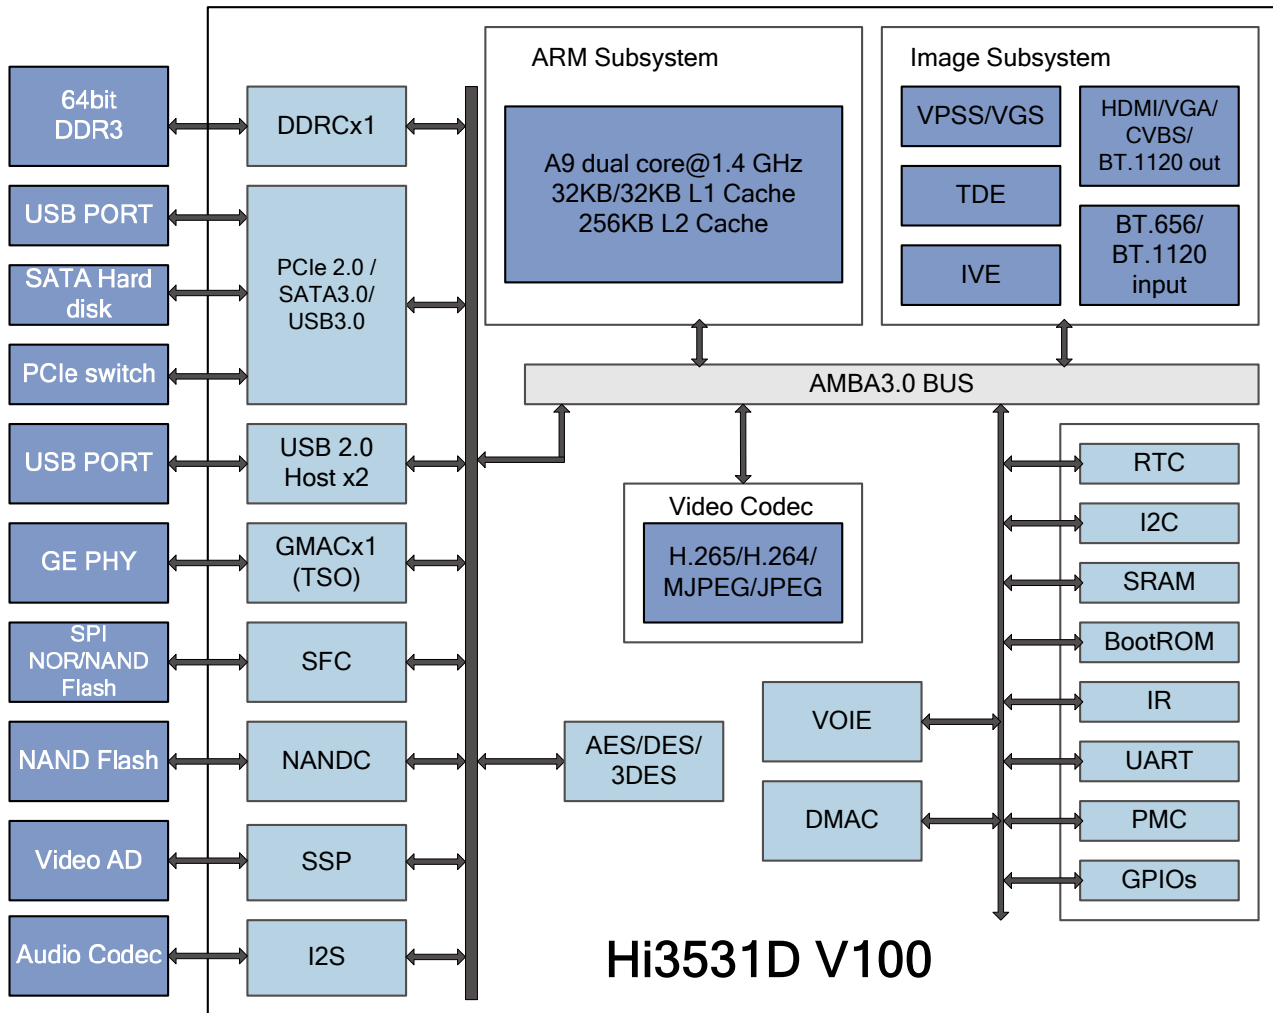 64bit
DDR3
USB PORT
SATA Hard
disk
PCIe switch
USB PORT
GE PHY
SPI
NOR/NAND
Flash
NAND Flash
Video AD
Audio Codec
DDRCx1
PCIe 2.0 /
SATA3.0/
USB3.0
USB 2.0
Host x2
GMACx1
(TSO)
SFC
NANDC
SSP
I2S
ARM Subsystem
A9 dual core@1.4 GHz
32KB/32KB L1 Cache
256KB L2 Cache
Image Subsystem
VPSS/VGS
TDE
IVE
HDMI/VGA/
CVBS/
BT.1120 out
BT.656/
BT.1120
input
AMBA3.0 BUS
Video Codec
H.265/H.264/
MJPEG/JPEG
AES/DES/
3DES
VOIE
DMAC
RTC
I2C
SRAM
BootROM
IR
UART
PMC
GPIOs
Hi3531D V100